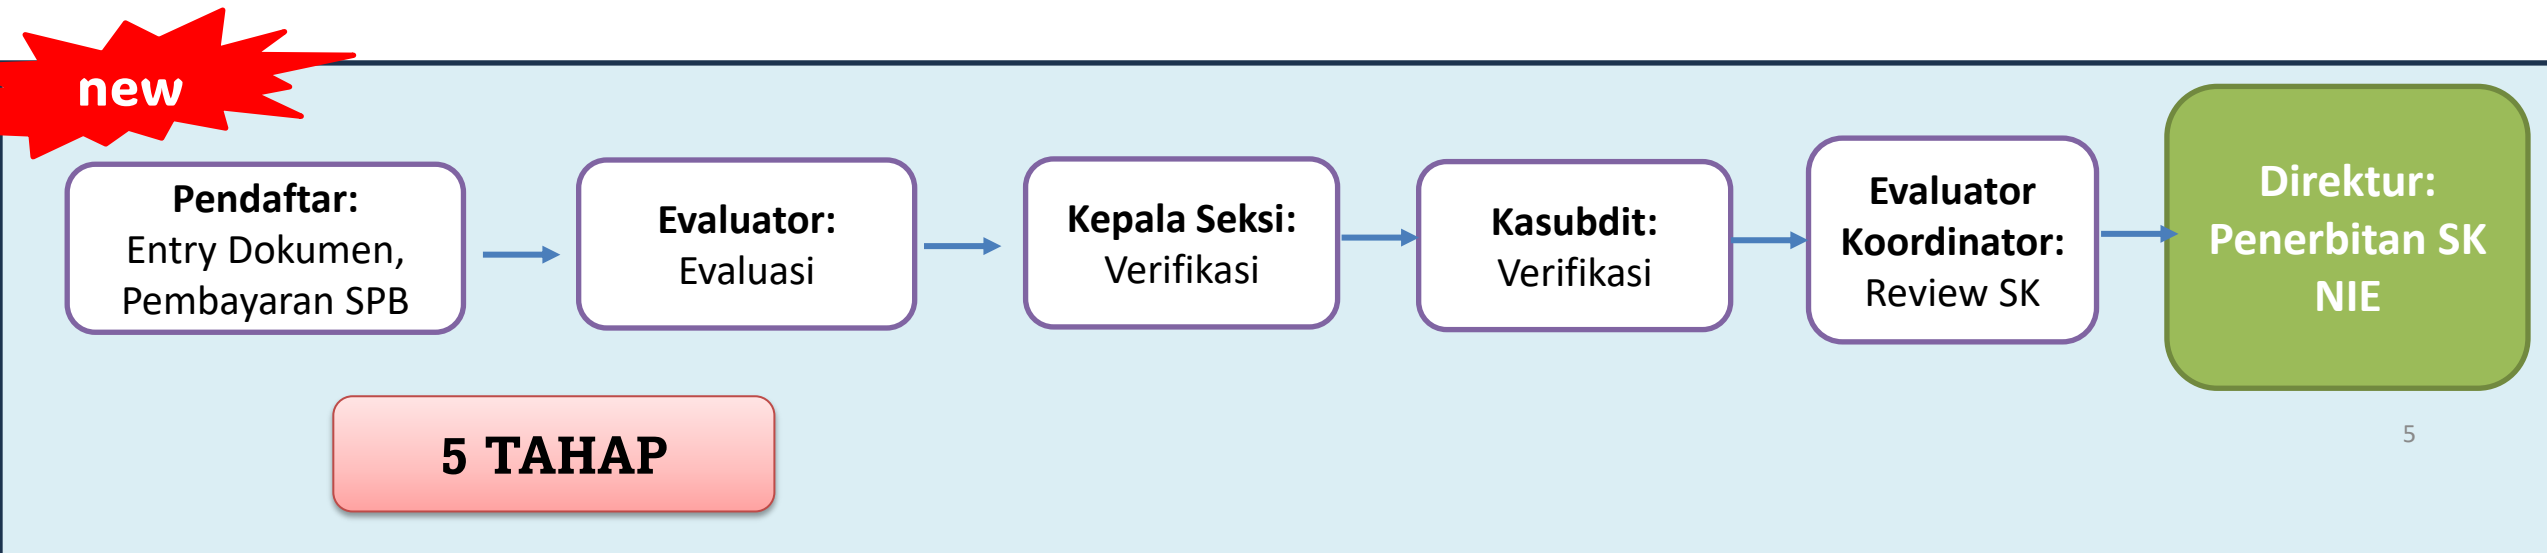 new
Pendaftar:
Entry Dokumen,
Pembayaran SPB
Evaluator:
Evaluasi
Kepala Seksi:
Verifikasi
Kasubdit:
Verifikasi
Evaluator
Koordinator:
Review SK
Direktur:
Penerbitan SK
NIE
5 TAHAP
5